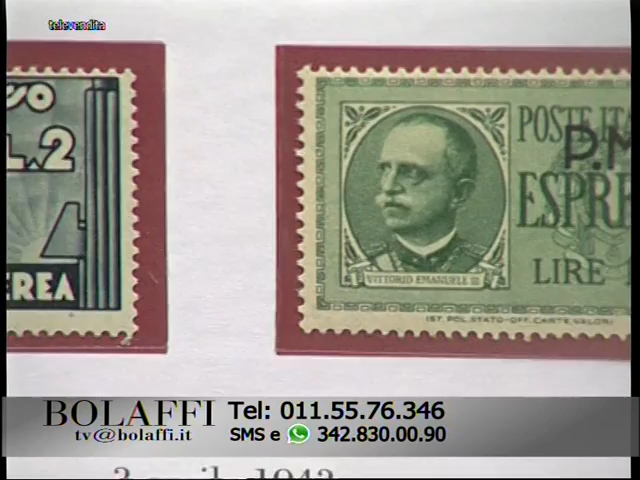 televendita
L.2
EREA
POSTE ITA
P.M
ESPRE
LIRE
VITTORIO EMANUELE III
IST. POL. STATO-OFF. CARTE VALORI
BOLAFFI
tv@bolaffi.it
Tel: 011.55.76.346
SMS e 342.830.00.90